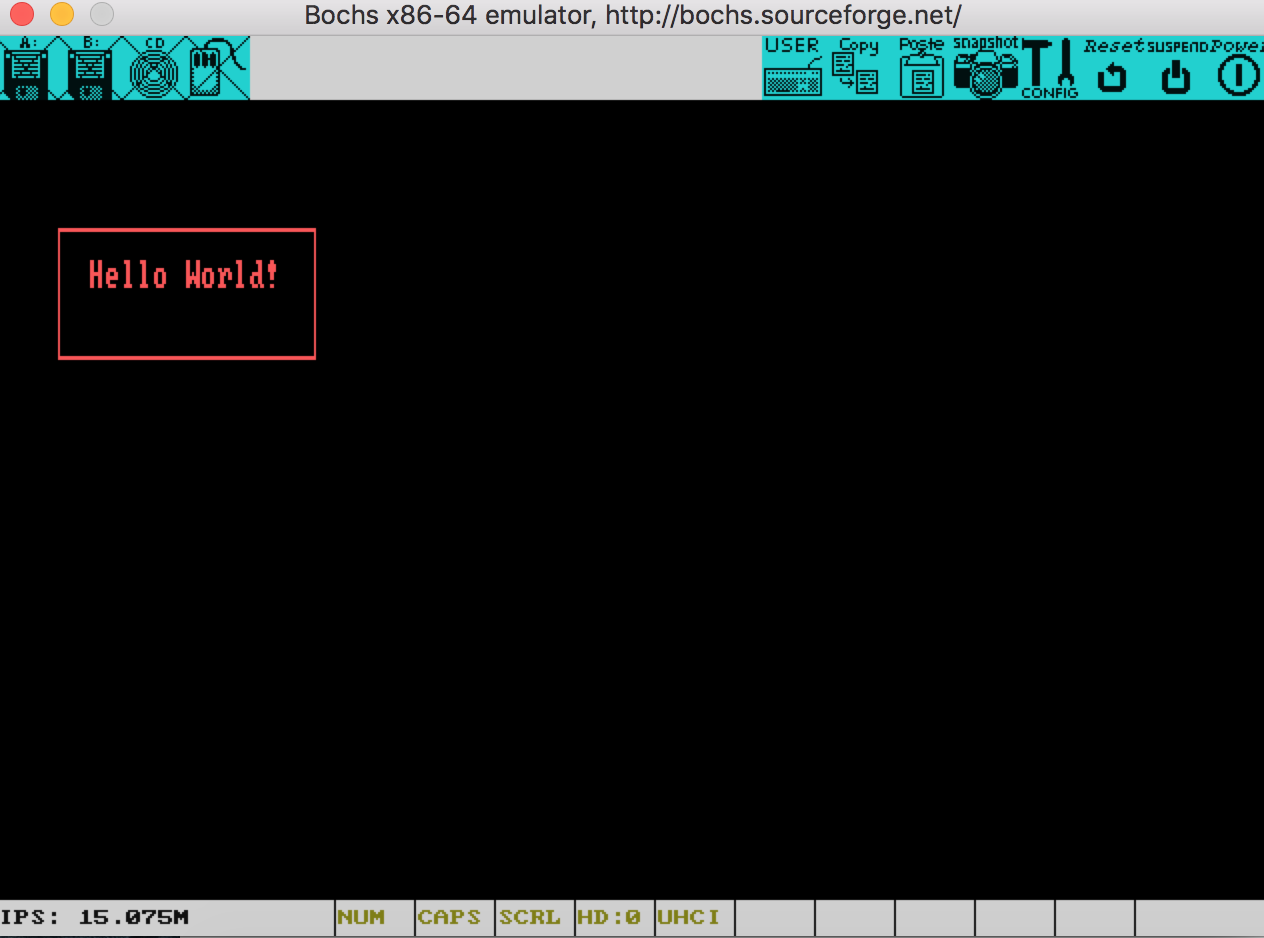 Bochs x86-64 emulator, http://bochs.sourceforge.net/
A: B: CD USER Copy Paste snapshot CONFIG Reset SUSPEND Power
Hello World!
IPS: 15.075M NUM CAPS SCRL HD:0 UHCI